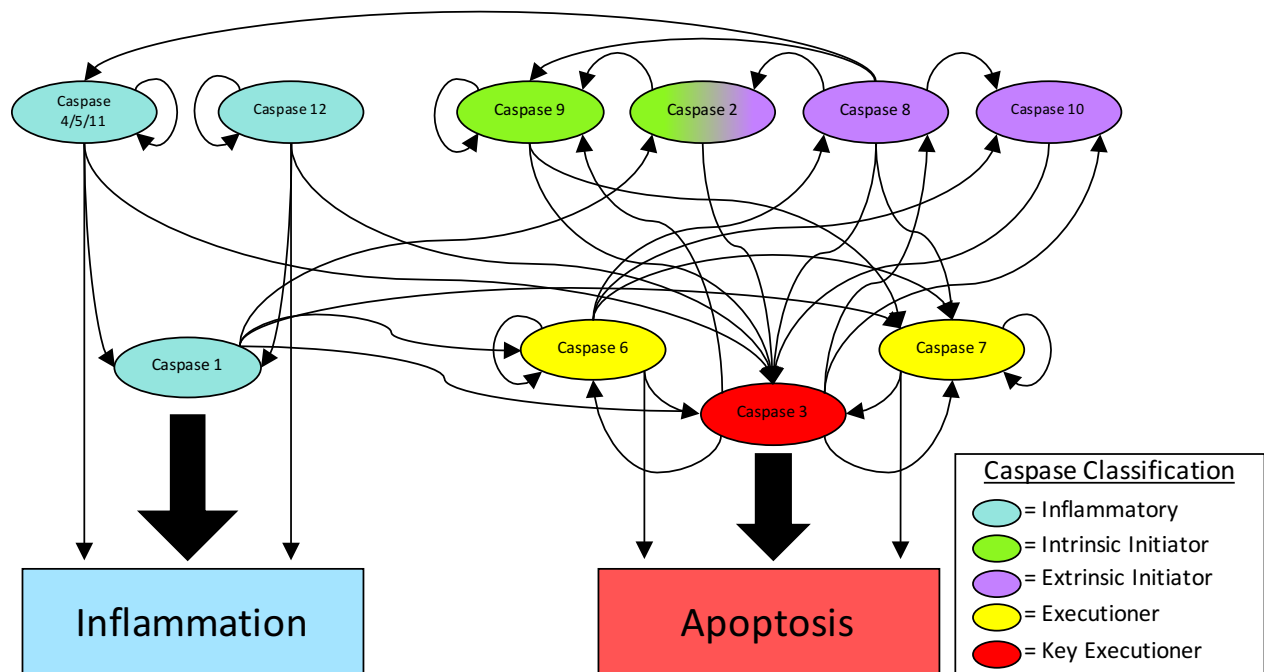 Caspase
4/5/11
Caspase 12
Caspase 9
Caspase 2
Caspase 8
Caspase 10
Caspase 1
Caspase 6
Caspase 7
Caspase 3
Caspase Classification
= Inflammatory
= Intrinsic Initiator
= Extrinsic Initiator
= Executioner
= Key Executioner
Inflammation
Apoptosis